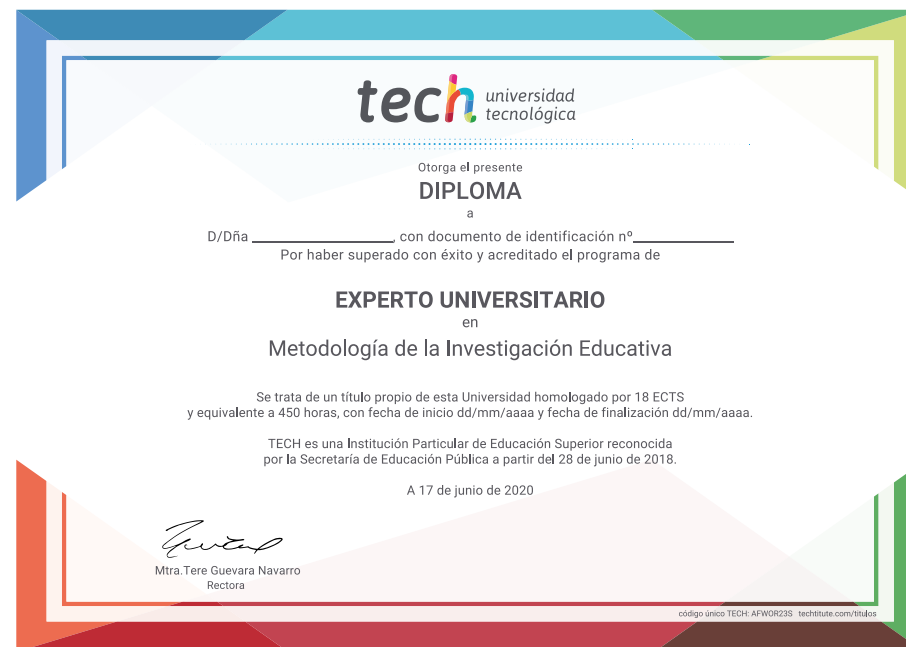 tech universidad
tecnológica
Otorga el presente
DIPLOMA
a
D/Dña ____________________, con documento de identificación nº______________
Por haber superado con éxito y acreditado el programa de
EXPERTO UNIVERSITARIO
en
Metodología de la Investigación Educativa
Se trata de un título propio de esta Universidad homologado por 18 ECTS
y equivalente a 450 horas, con fecha de inicio dd/mm/aaaa y fecha de finalización dd/mm/aaaa.
TECH es una Institución Particular de Educación Superior reconocida
por la Secretaría de Educación Pública a partir del 28 de junio de 2018.
A 17 de junio de 2020
Mtra.Tere Guevara Navarro
Rectora
código único TECH: AFWOR23S techtitute.com/titulos